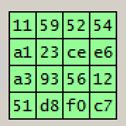 11 59 52 54
a1 23 ce e6
a3 93 56 12
51 d8 f0 c7